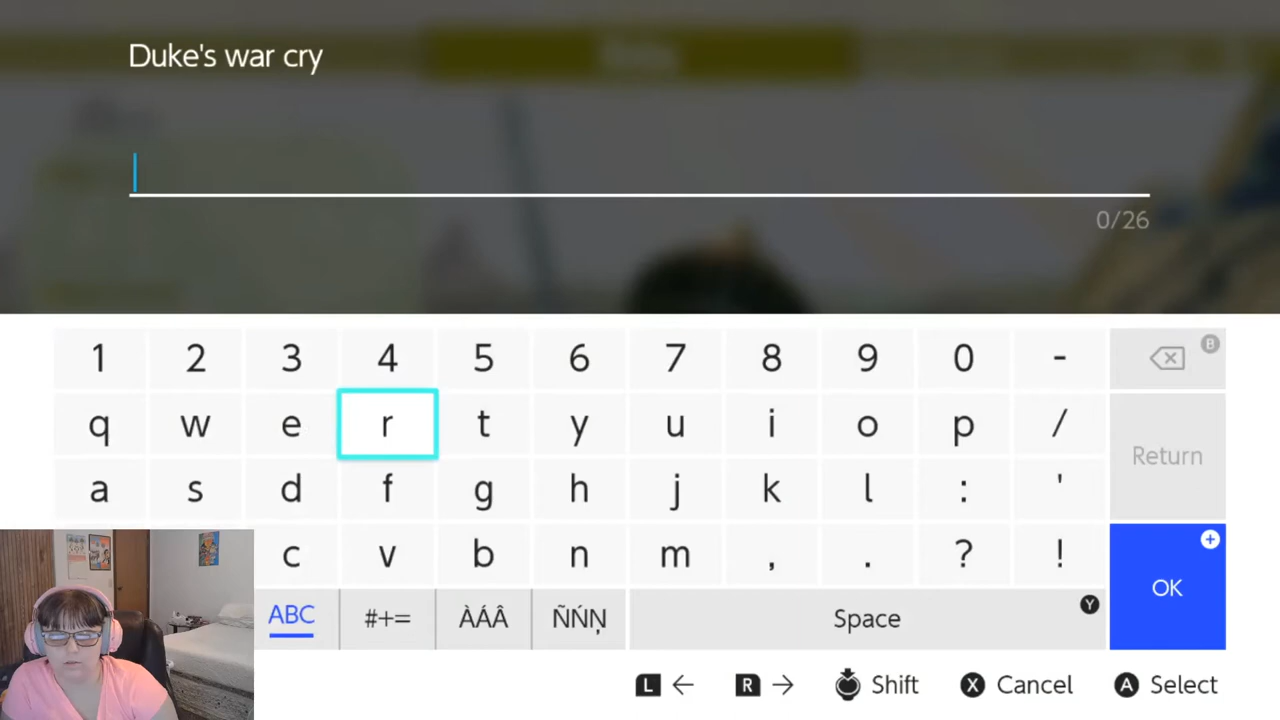 Duke's war cry
0/26
1 2 3 4 5 6 7 8 9 0 - B
q w e r t y u i o p / Return
a s d f g h j k l : '
c v b n m , . ? ! + OK
ABC #+= ÀÁÂ ÑŃŅ Space Y
L ← R → Shift X Cancel A Select